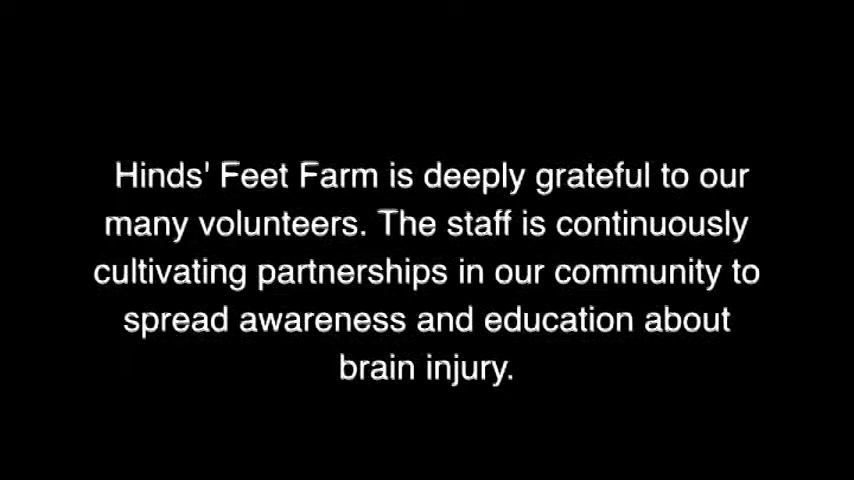 Hinds' Feet Farm is deeply grateful to our
many volunteers. The staff is continuously
cultivating partnerships in our community to
spread awareness and education about
brain injury.